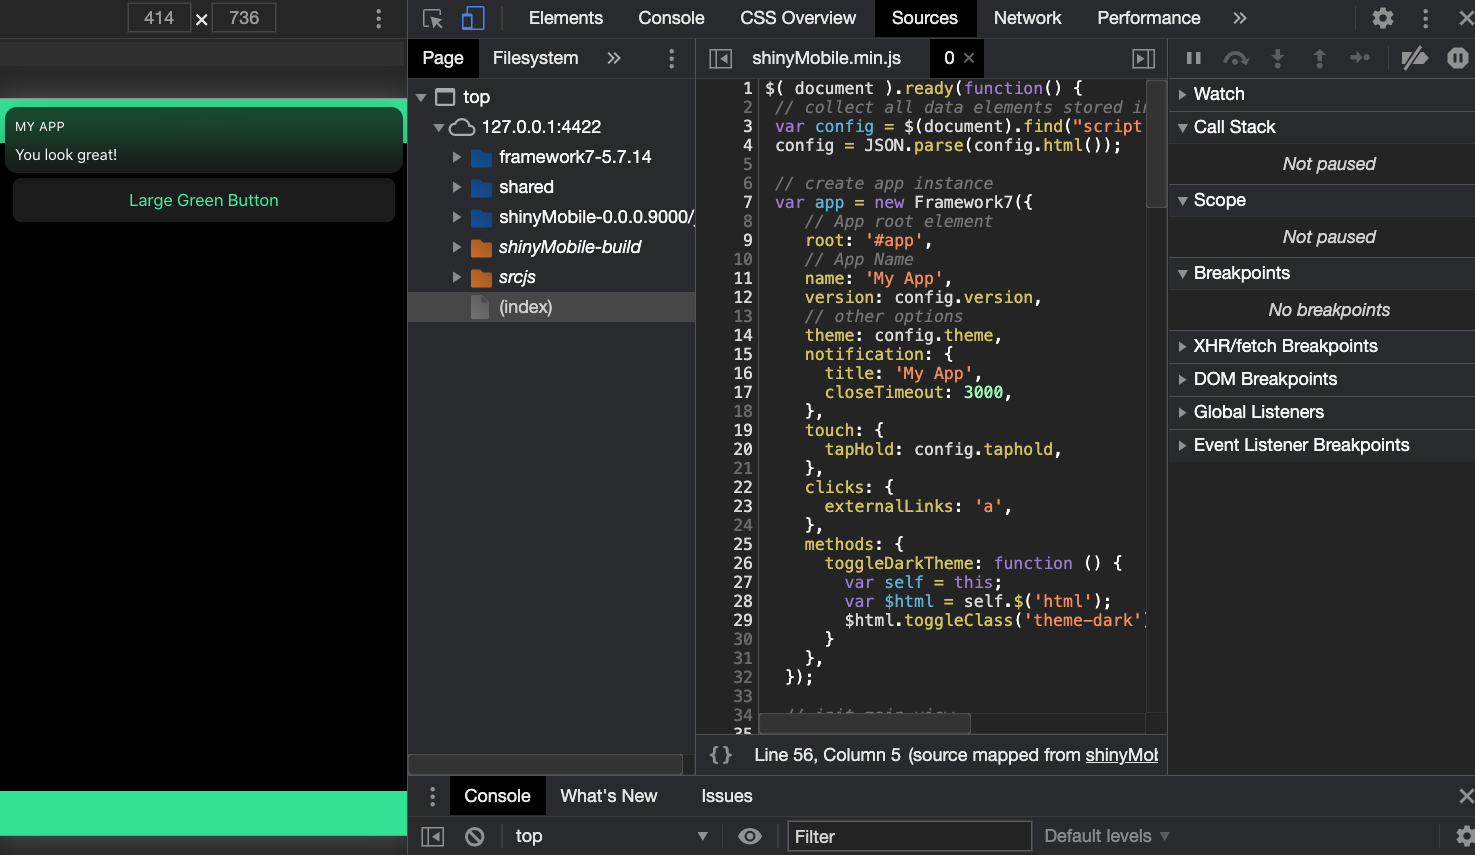 414 × 736
MY APP
You look great!
Large Green Button
Elements Console CSS Overview Sources Network Performance »
Page Filesystem »
top
127.0.0.1:4422
framework7-5.7.14
shared
shinyMobile-0.0.0.9000/
shinyMobile-build
srcjs
(index)
shinyMobile.min.js 0 ×
1 $( document ).ready(function() {
2 // collect all data elements stored in
3 var config = $(document).find("script
4 config = JSON.parse(config.html());
5
6 // create app instance
7 var app = new Framework7({
8 // App root element
9 root: '#app',
10 // App Name
11 name: 'My App',
12 version: config.version,
13 // other options
14 theme: config.theme,
15 notification: {
16 title: 'My App',
17 closeTimeout: 3000,
18 },
19 touch: {
20 tapHold: config.taphold,
21 },
22 clicks: {
23 externalLinks: 'a',
24 },
25 methods: {
26 toggleDarkTheme: function () {
27 var self = this;
28 var $html = self.$('html');
29 $html.toggleClass('theme-dark'
30 }
31 },
32 });
33
34 // init main view
35
{} Line 56, Column 5 (source mapped from shinyMob
Watch
Call Stack
Not paused
Scope
Not paused
Breakpoints
No breakpoints
XHR/fetch Breakpoints
DOM Breakpoints
Global Listeners
Event Listener Breakpoints
Console What's New Issues
top Filter Default levels